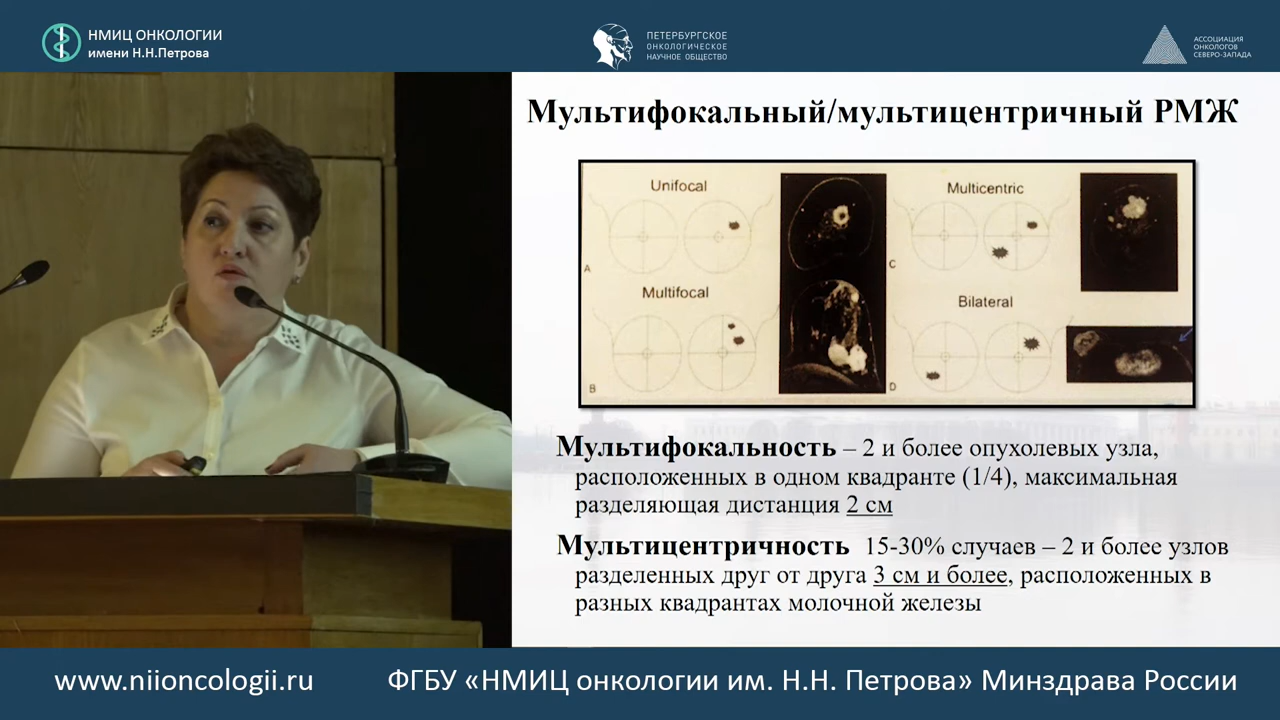 НМИЦ ОНКОЛОГИИ
имени Н.Н.Петрова
ПЕТЕРБУРГСКОЕ
ОНКОЛОГИЧЕСКОЕ
НАУЧНОЕ ОБЩЕСТВО
АССОЦИАЦИЯ
ОНКОЛОГОВ
СЕВЕРО-ЗАПАДА
Мультифокальный/мультицентричный РМЖ
Unifocal
A
Multifocal
B
Multicentric
C
Bilateral
D
Мультифокальность – 2 и более опухолевых узла,
расположенных в одном квадранте (1/4), максимальная
разделяющая дистанция 2 см
Мультицентричность 15-30% случаев – 2 и более узлов
разделенных друг от друга 3 см и более, расположенных в
разных квадрантах молочной железы
www.niioncologii.ru
ФГБУ «НМИЦ онкологии им. Н.Н. Петрова» Минздрава России